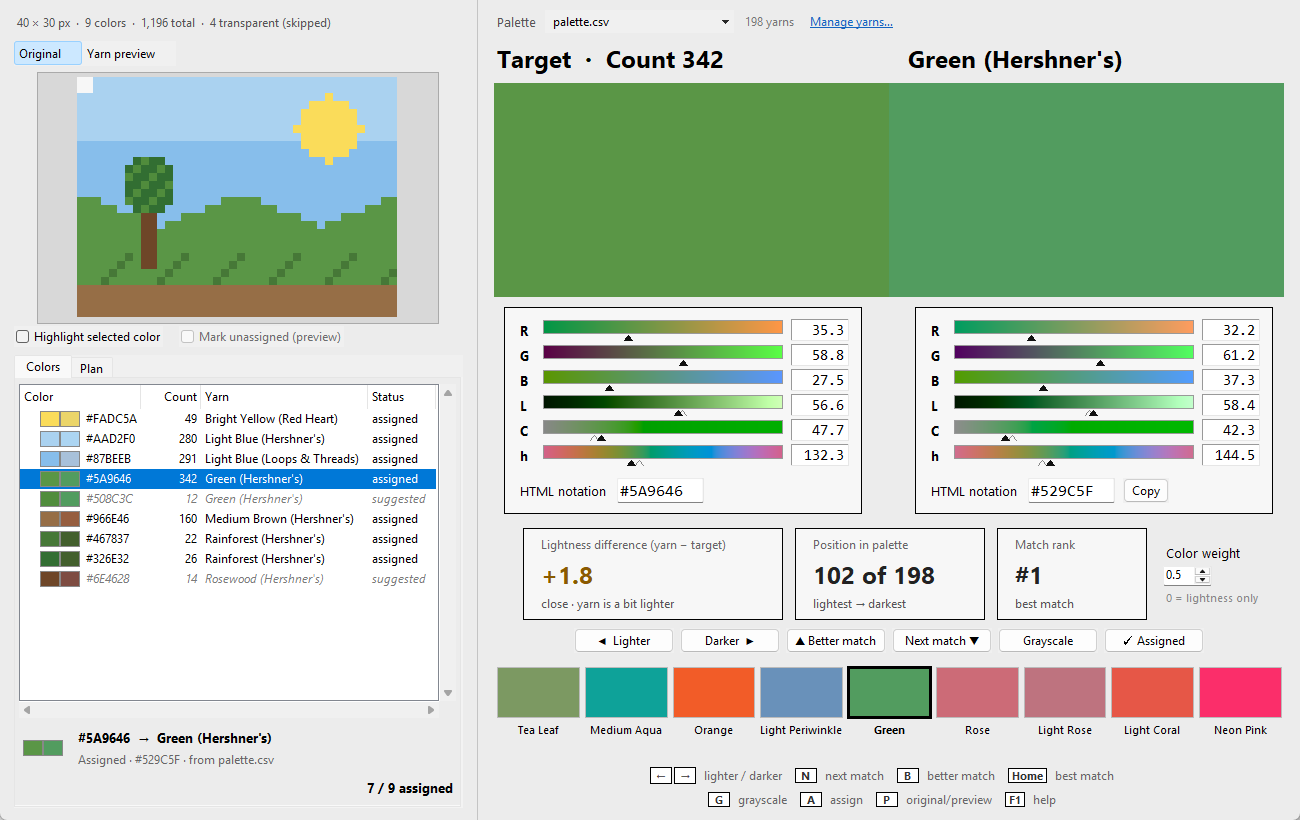 40 × 30 px · 9 colors · 1,196 total · 4 transparent (skipped)
Original Yarn preview
Highlight selected color Mark unassigned (preview)
Colors Plan
Color Count Yarn Status
#FADC5A 49 Bright Yellow (Red Heart) assigned
#AAD2F0 280 Light Blue (Hershner's) assigned
#87BEEB 291 Light Blue (Loops & Threads) assigned
#5A9646 342 Green (Hershner's) assigned
#508C3C 12 Green (Hershner's) suggested
#966E46 160 Medium Brown (Hershner's) assigned
#467837 22 Rainforest (Hershner's) assigned
#326E32 26 Rainforest (Hershner's) assigned
#6E4628 14 Rosewood (Hershner's) suggested
#5A9646 → Green (Hershner's)
Assigned · #529C5F · from palette.csv
7 / 9 assigned
Palette palette.csv 198 yarns Manage yarns...
Target · Count 342 Green (Hershner's)
R 35.3
G 58.8
B 27.5
L 56.6
C 47.7
h 132.3
HTML notation #5A9646
R 32.2
G 61.2
B 37.3
L 58.4
C 42.3
h 144.5
HTML notation #529C5F Copy
Lightness difference (yarn − target)
+1.8
close · yarn is a bit lighter
Position in palette
102 of 198
lightest → darkest
Match rank
#1
best match
Color weight
0.5
0 = lightness only
◄ Lighter Darker ► ▲ Better match Next match ▼ Grayscale ✓ Assigned
Tea Leaf Medium Aqua Orange Light Periwinkle Green Rose Light Rose Light Coral Neon Pink
← → lighter / darker N next match B better match Home best match
G grayscale A assign P original/preview F1 help